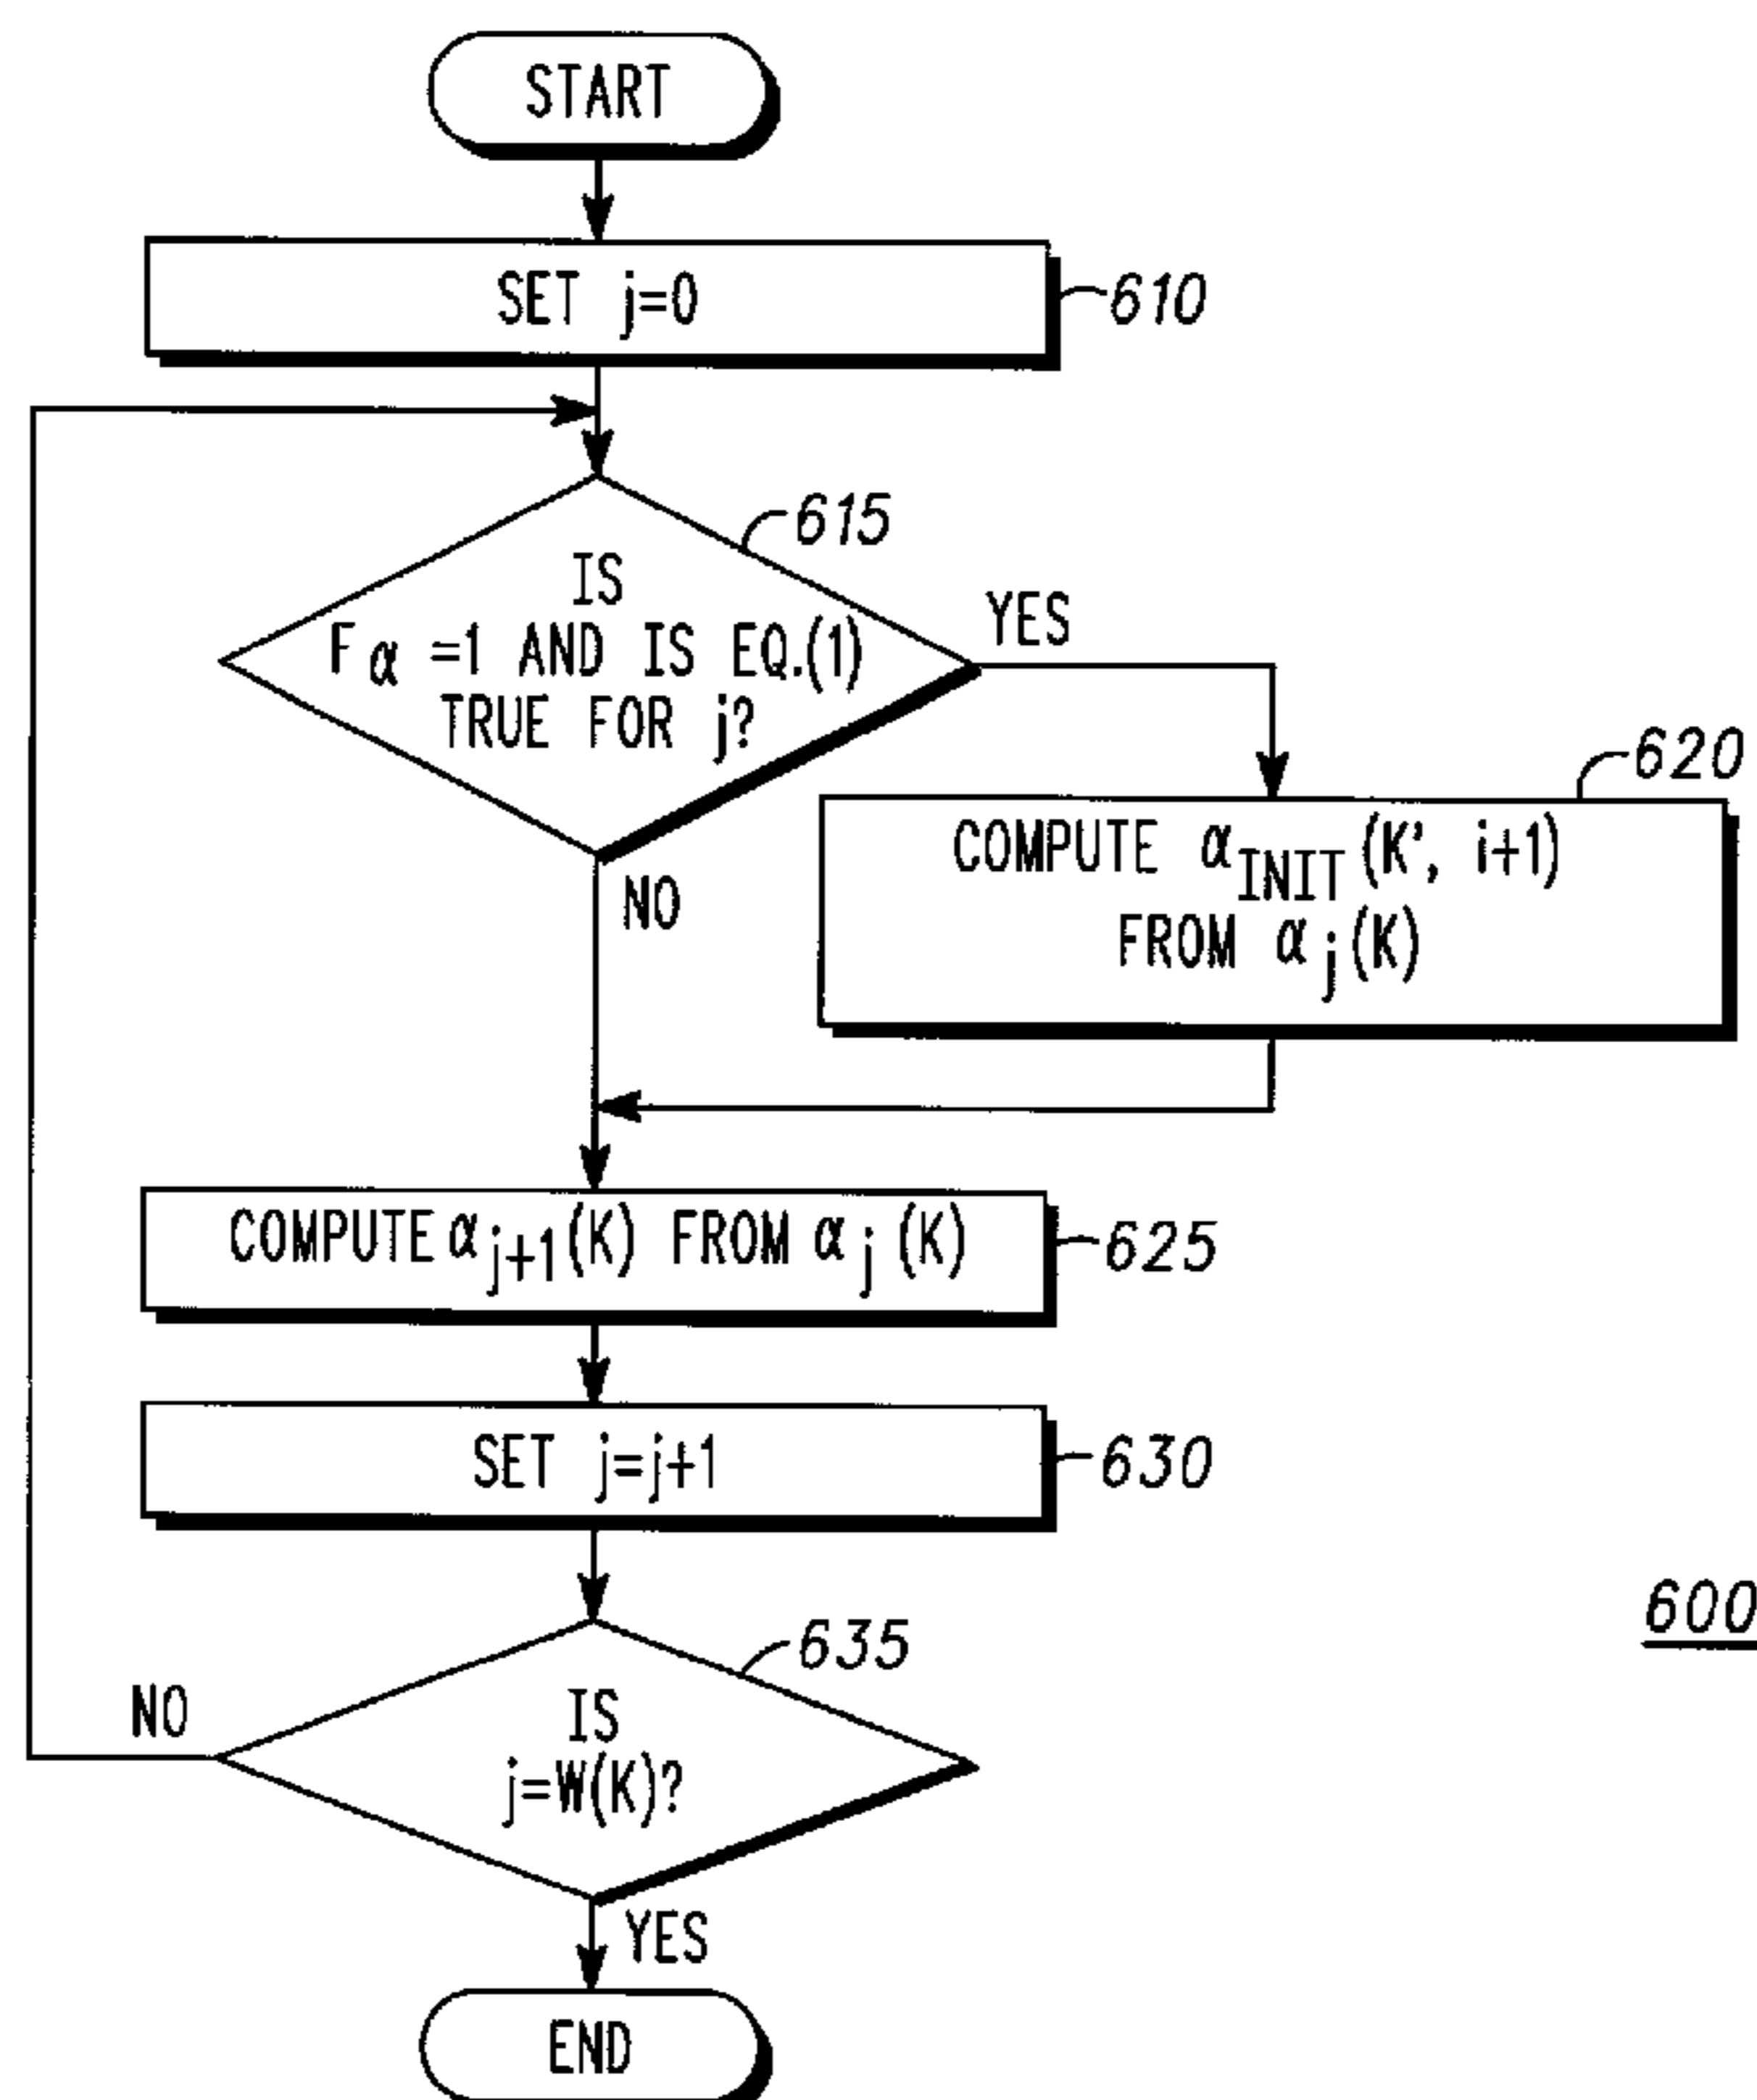 START
SET j=0
610
615
IS
Fα =1 AND IS EQ.(1)
TRUE FOR j?
YES
620
COMPUTE αINIT(K', i+1)
FROM αj(K)
NO
COMPUTE αj+1(K) FROM αj(K)
625
SET j=j+1
630
600
635
NO
IS
j=W(K)?
YES
END